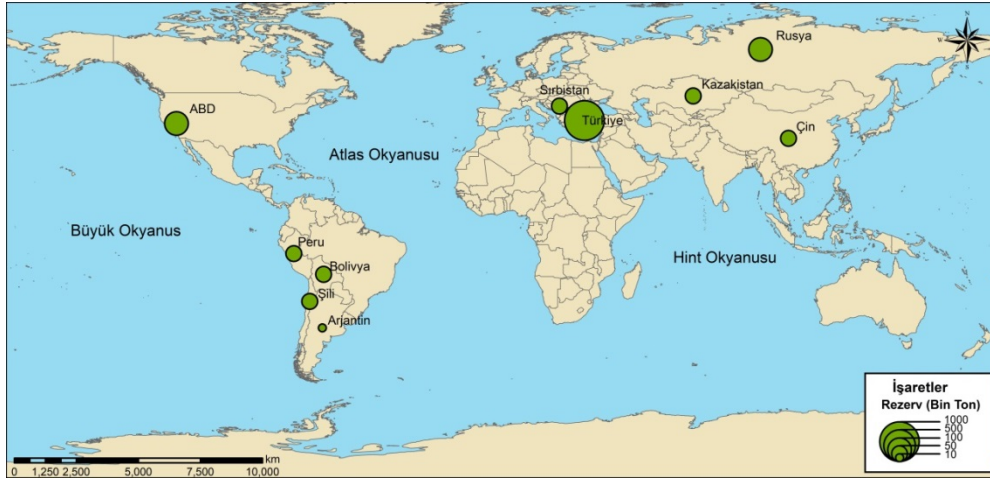 Rusya
Kazakistan
Sırbistan
ABD
Türkiye
Çin
Atlas Okyanusu
Büyük Okyanus
Peru
Hint Okyanusu
Bolivya
Şili
Arjantin
İşaretler
Rezerv (Bin Ton)
1000
500
100
50
10
km
0 1,250 2,500 5,000 7,500 10,000